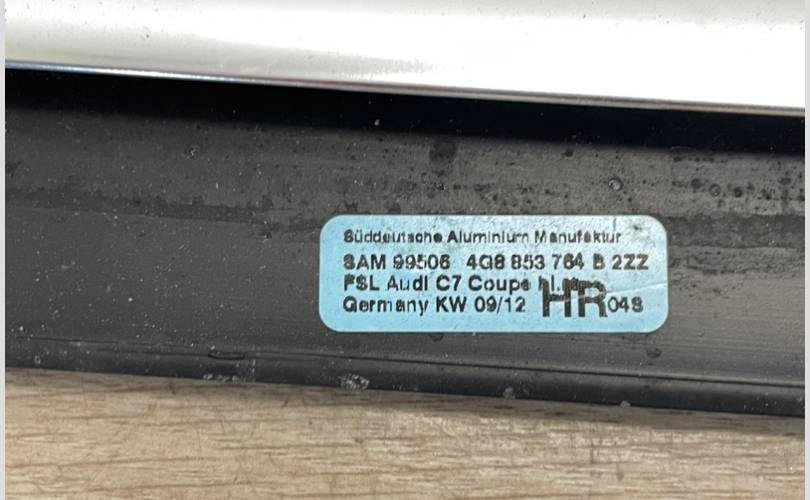 Süddeutsche Aluminium Manufaktur
SAM 99506 4G8 853 764 B 2ZZ
FSL Audi C7 Coupe hl.
Germany KW 09/12 HR 048